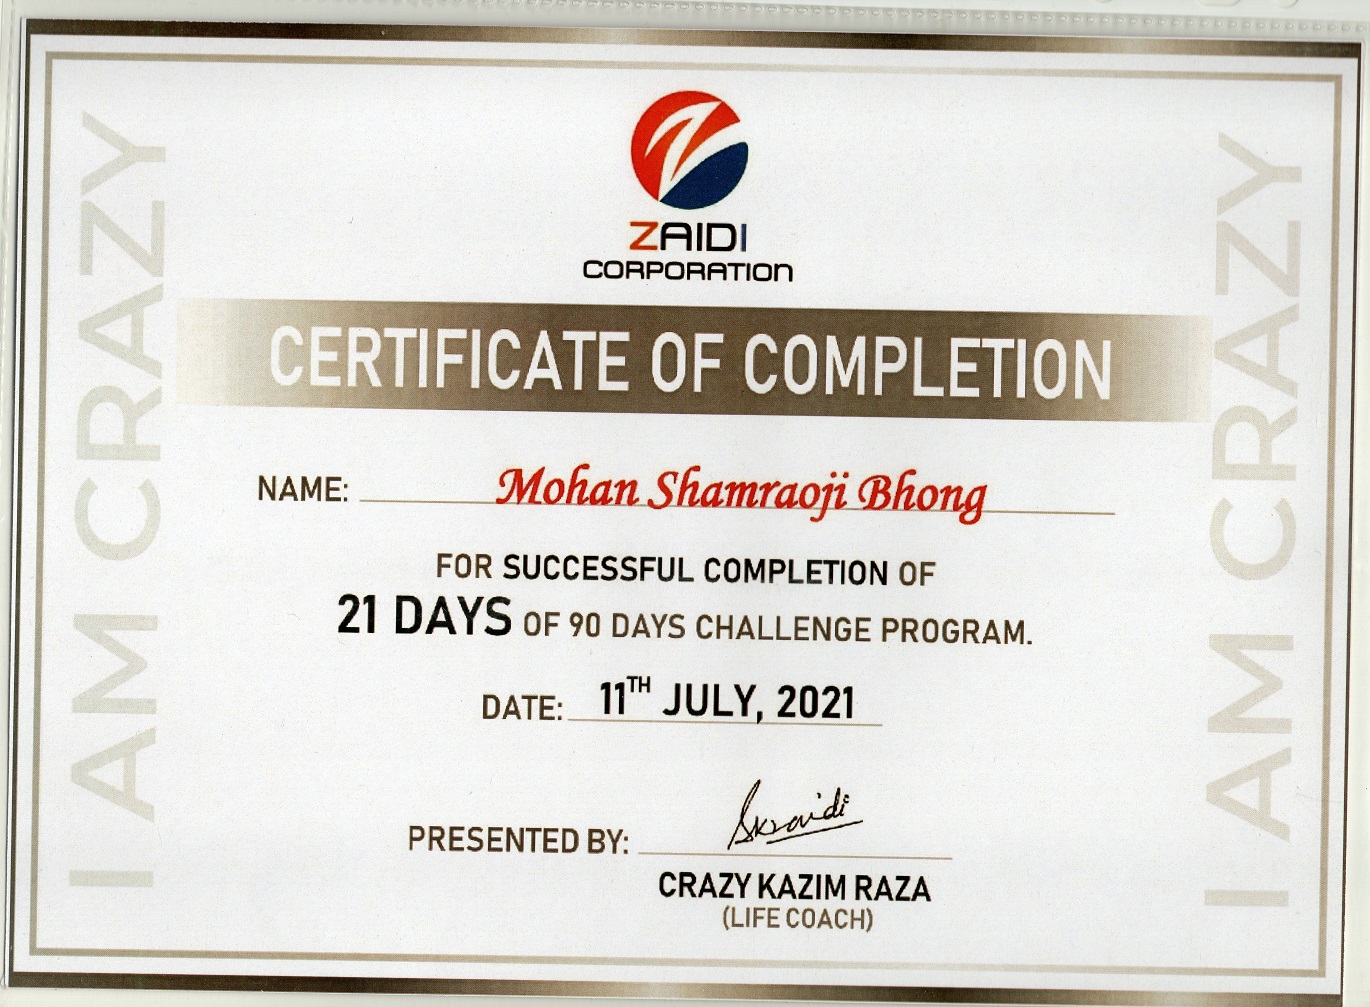 ZAIDI
CORPORATION
CERTIFICATE OF COMPLETION
NAME: Mohan Shamraoji Bhong
FOR SUCCESSFUL COMPLETION OF
21 DAYS OF 90 DAYS CHALLENGE PROGRAM.
DATE: 11TH JULY, 2021
PRESENTED BY: Skzaidi
CRAZY KAZIM RAZA
(LIFE COACH)
I AM CRAZY
I AM CRAZY